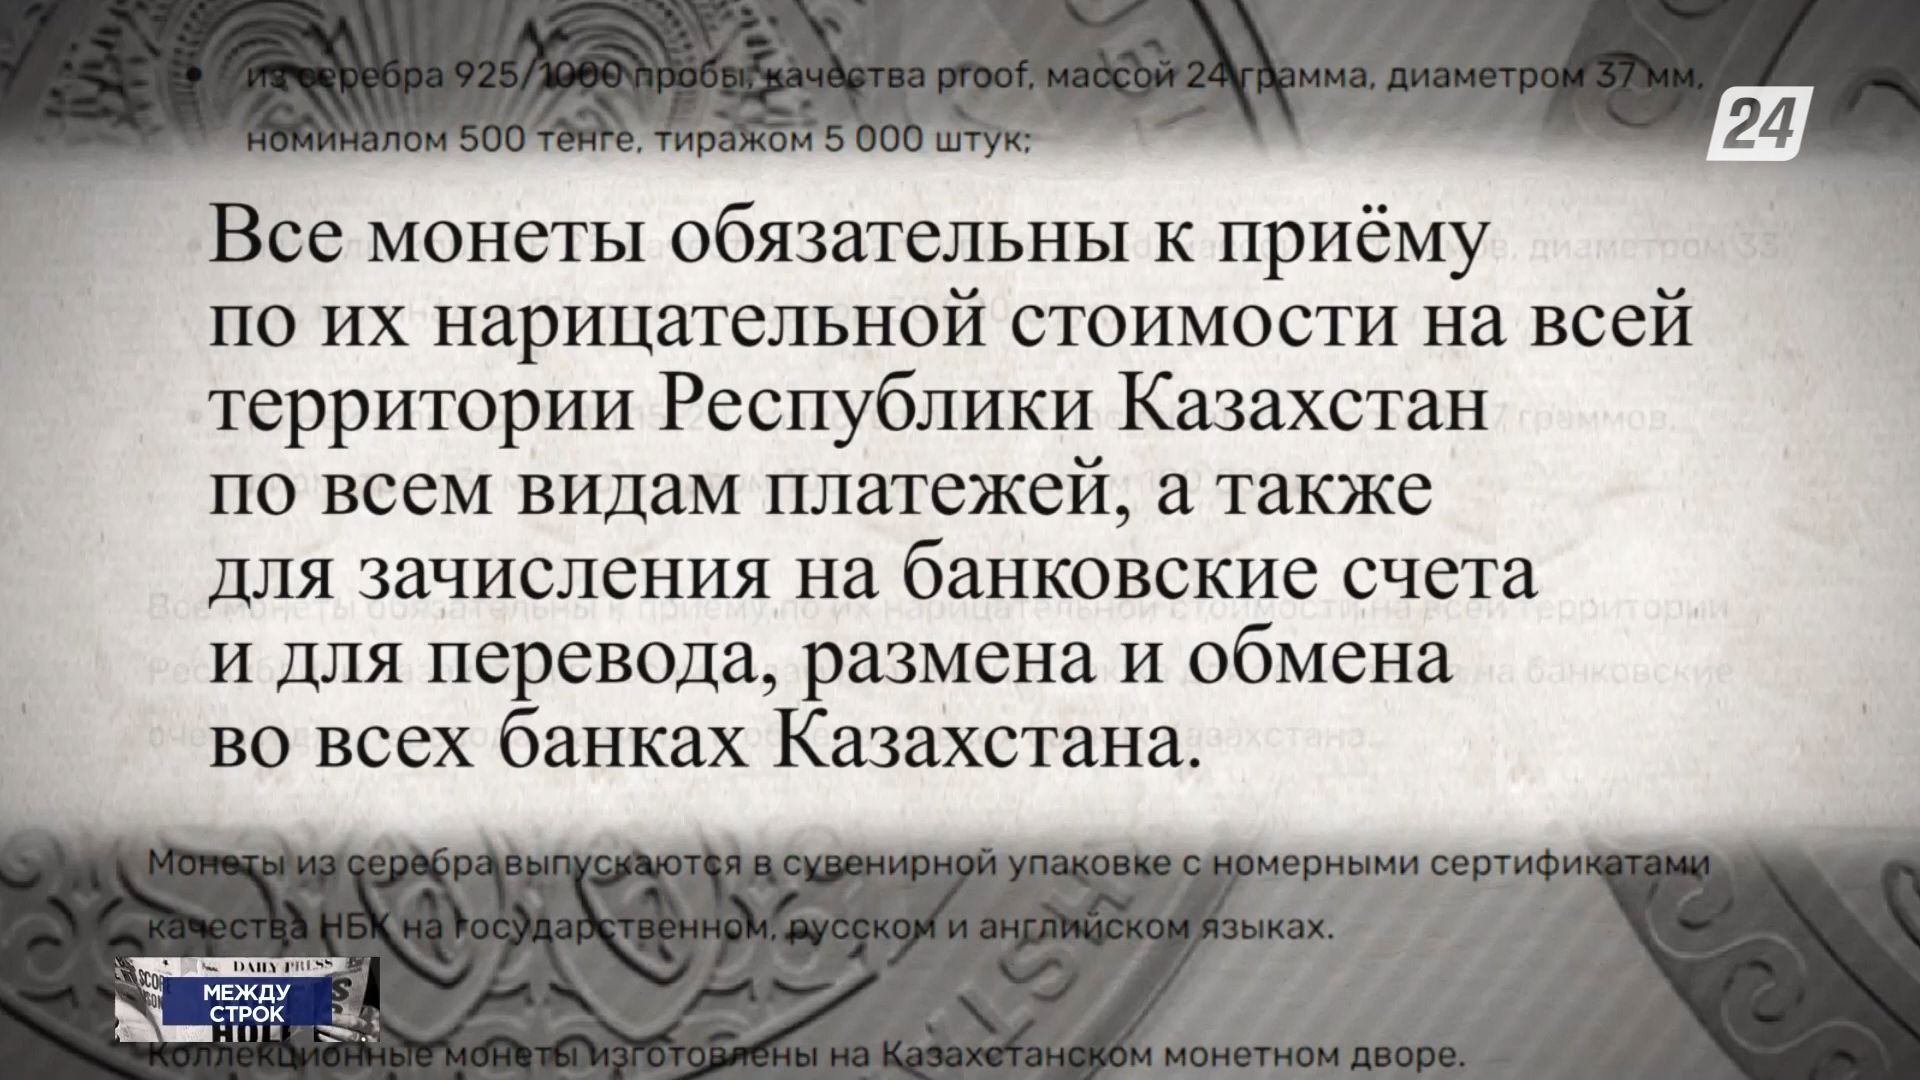 из серебра 925/1000 пробы, качества proof, массой 24 грамма, диаметром 37 мм,
номиналом 500 тенге, тиражом 5 000 штук;
24
Все монеты обязательны к приёму
по их нарицательной стоимости на всей
территории Республики Казахстан
по всем видам платежей, а также
для зачисления на банковские счета
и для перевода, размена и обмена
во всех банках Казахстана.
Монеты из серебра выпускаются в сувенирной упаковке с номерными сертификатами
качества НБК на государственном, русском и английском языках.
DAILY PRESS
МЕЖДУ
СТРОК
Коллекционные монеты изготовлены на Казахстанском монетном дворе.